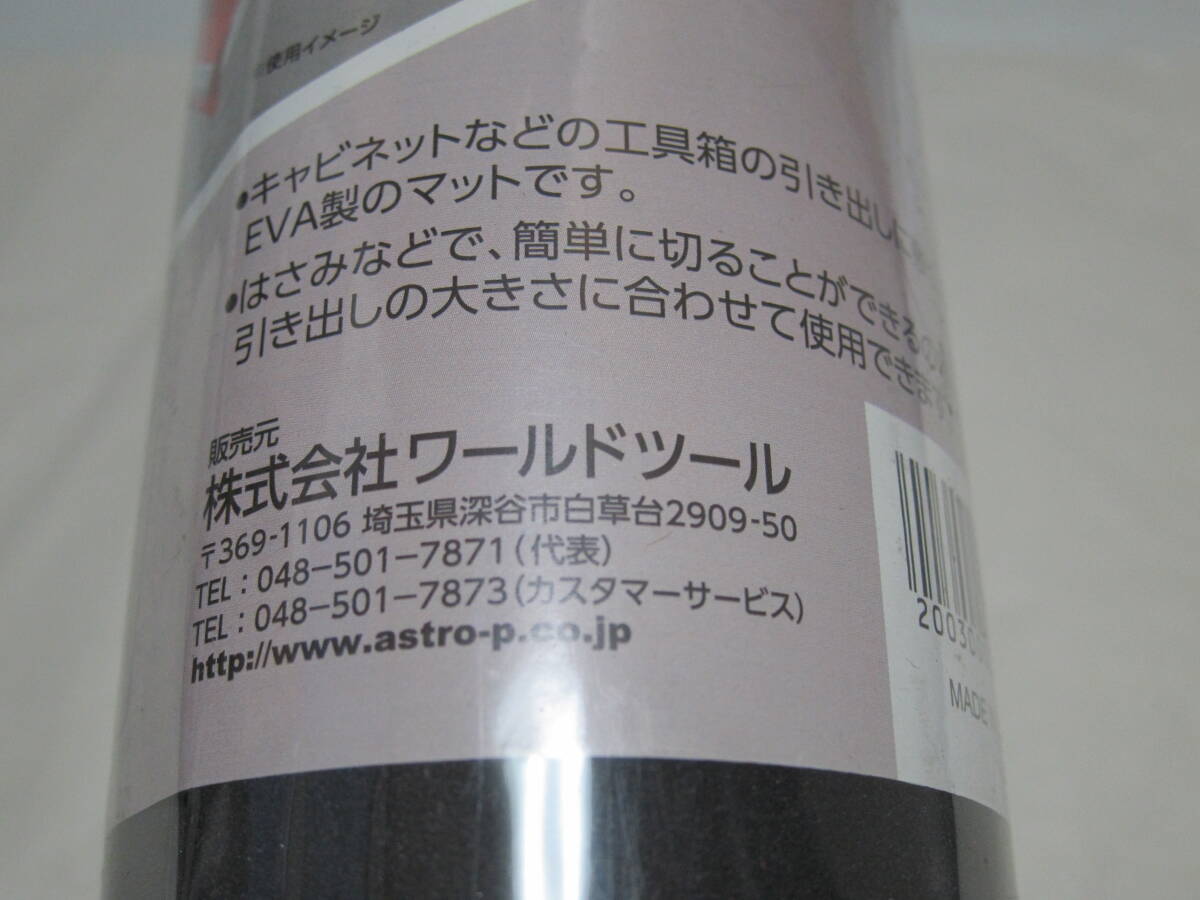 使用イメージ
•キャビネットなどの工具箱の引き出しに
EVA製のマットです。
•はさみなどで、簡単に切ることができるの
引き出しの大きさに合わせて使用できます
販売元
株式会社ワールドツール
〒369-1106 埼玉県深谷市白草台2909-50
TEL：048−501−7871（代表）
TEL：048−501−7873（カスタマーサービス）
http://www.astro-p.co.jp
2003
MADE